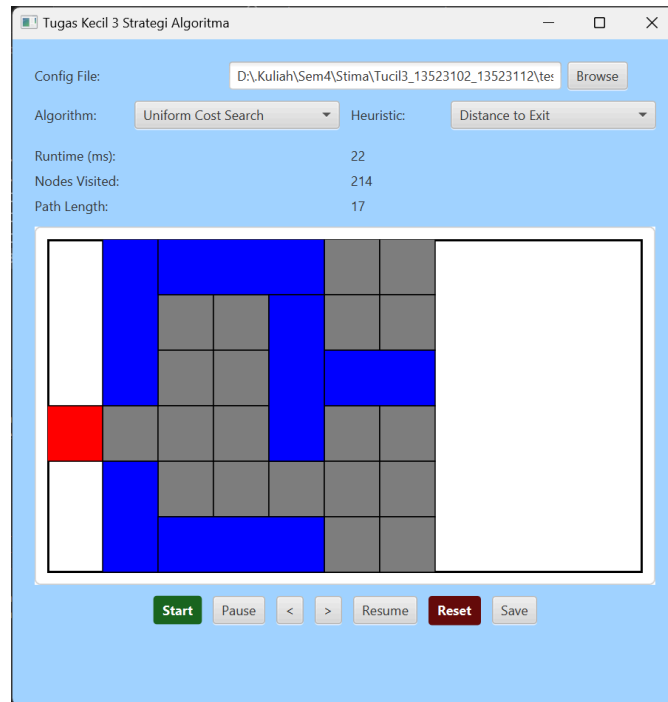 Tugas Kecil 3 Strategi Algoritma
Config File: D:\.Kuliah\Sem4\Stima\Tucil3_13523102_13523112\tes Browse
Algorithm: Uniform Cost Search Heuristic: Distance to Exit
Runtime (ms): 22
Nodes Visited: 214
Path Length: 17
Start Pause < > Resume Reset Save